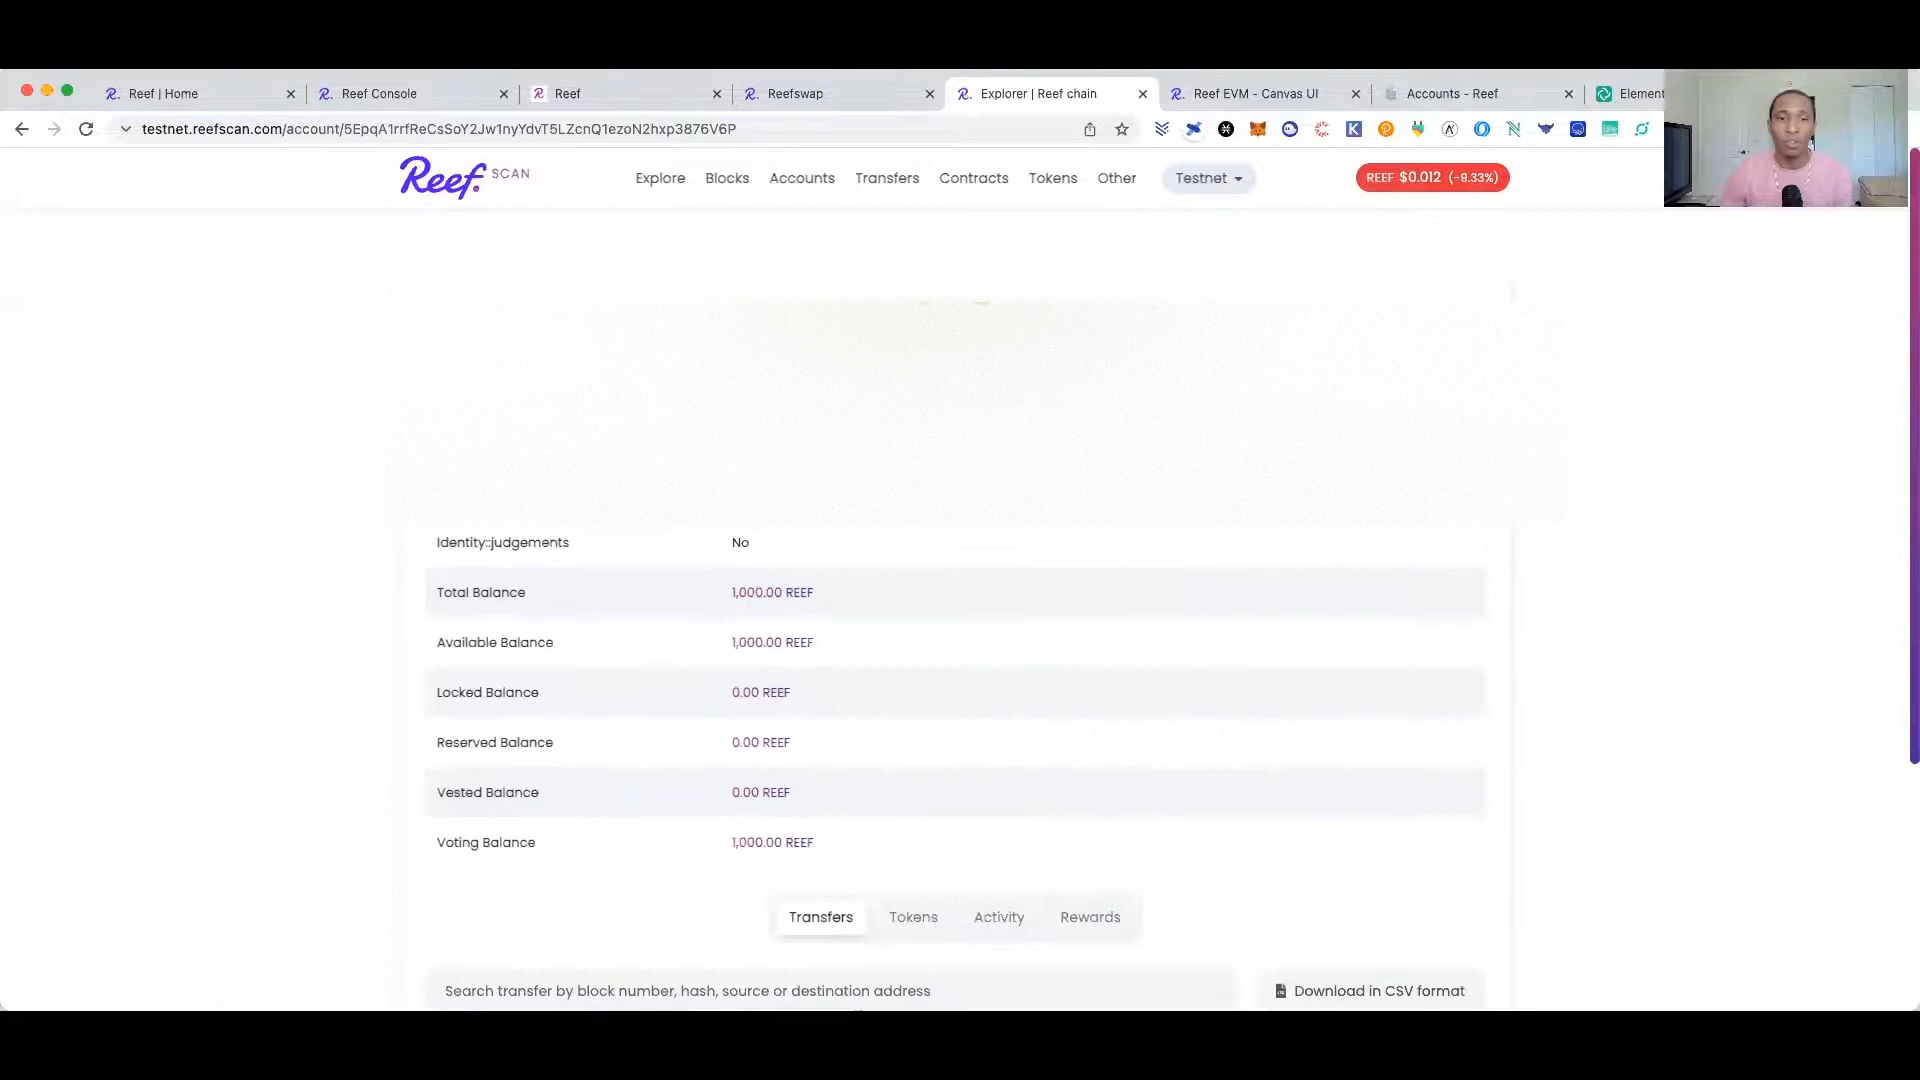 Reef | Home
Reef Console
Reef
Reefswap
Explorer | Reef chain
Reef EVM - Canvas UI
Accounts - Reef
Element
testnet.reefscan.com/account/5EpqA1rrfReCsSoY2Jw1nyYdvT5LZcnQ1ezoN2hxp3876V6P
Reef. SCAN
Explore
Blocks
Accounts
Transfers
Contracts
Tokens
Other
Testnet
REEF $0.012 (-9.33%)
Identity::judgements No
Total Balance 1,000.00 REEF
Available Balance 1,000.00 REEF
Locked Balance 0.00 REEF
Reserved Balance 0.00 REEF
Vested Balance 0.00 REEF
Voting Balance 1,000.00 REEF
Transfers
Tokens
Activity
Rewards
Search transfer by block number, hash, source or destination address
Download in CSV format